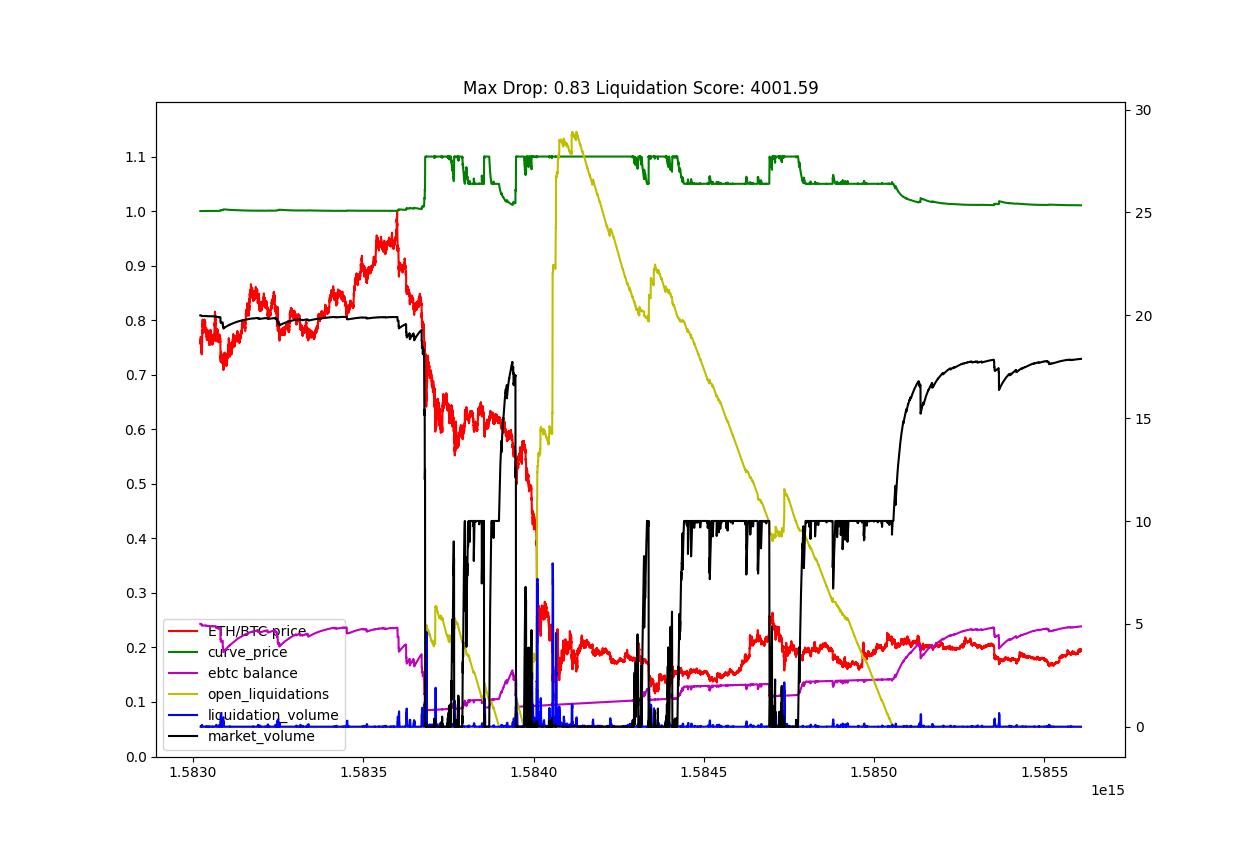 Max Drop: 0.83 Liquidation Score: 4001.59
1.1
1.0
0.9
0.8
0.7
0.6
0.5
0.4
0.3
0.2
0.1
0.0
30
25
20
15
10
5
0
ETH/BTC price
curve_price
ebtc balance
open_liquidations
liquidation_volume
market_volume
1.5830 1.5835 1.5840 1.5845 1.5850 1.5855
1e15